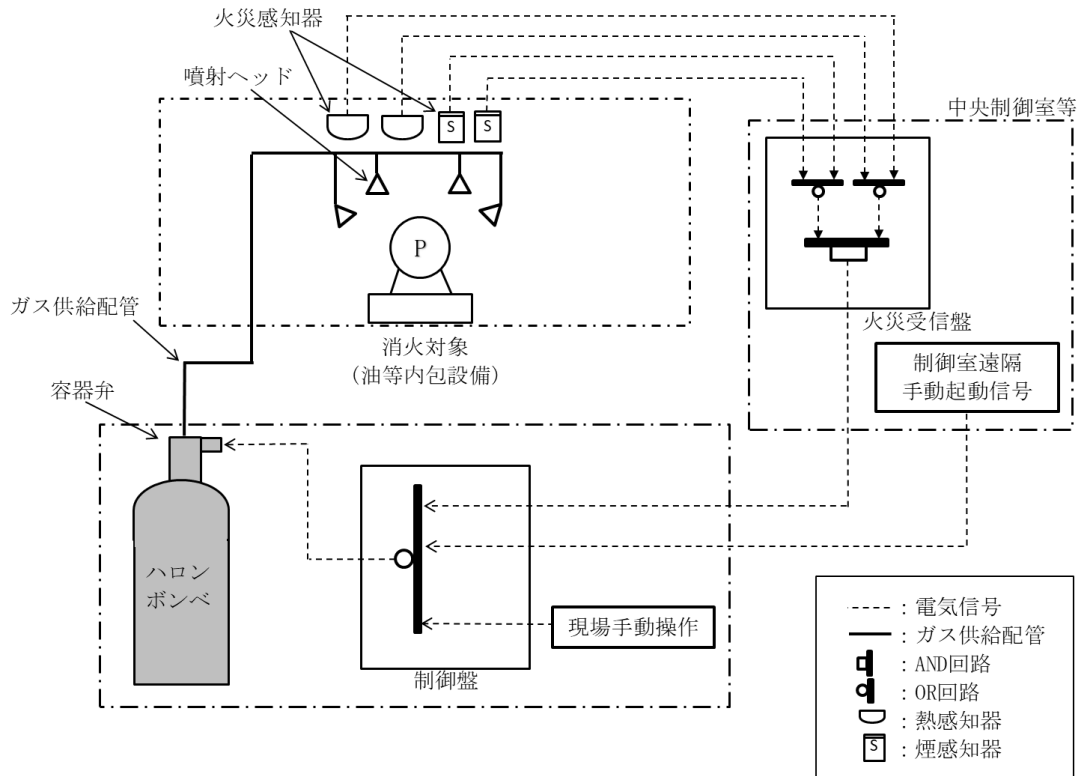 火災感知器
噴射ヘッド
S
S
中央制御室等
P
火災受信盤
ガス供給配管
消火対象
(油等内包設備)
制御室遠隔
手動起動信号
容器弁
ハロン
ボンベ
現場手動操作
制御盤
：電気信号
：ガス供給配管
：AND回路
：OR回路
：熱感知器
S
：煙感知器